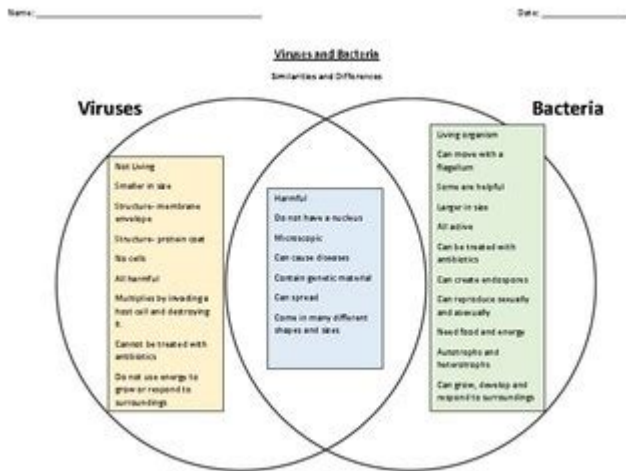 Name: Date:
Viruses and Bacteria
Similarities and Differences
Viruses
Bacteria
Not Living
Smaller in size
Structure- membrane
envelope
Structure- protein coat
No cells
All harmful
Multiplies by invading a
host cell and destroying
it.
Cannot be treated with
antibiotics
Do not use energy to
grow or respond to
surroundings
Harmful
Do not have a nucleus
Microscopic
Can cause diseases
Contain genetic material
Can spread
Come in many different
shapes and sizes
Living organism
Can move with a
flagellum
Some are helpful
Larger in size
All active
Can be treated with
antibiotics
Can create endospores
Can reproduce sexually
and asexually
Need food and energy
Autotrophs and
heterotrophs
Can grow, develop and
respond to surroundings